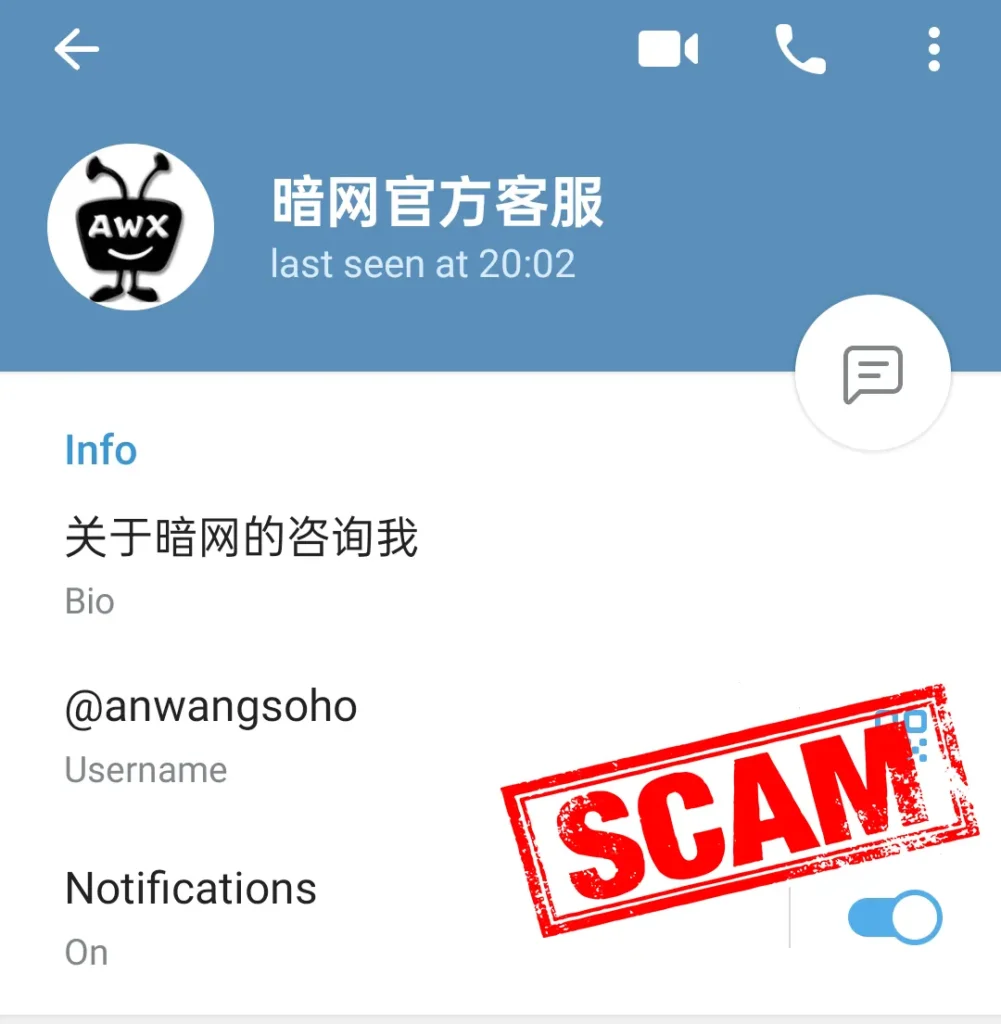 AWX
暗网官方客服
last seen at 20:02
Info
关于暗网的咨询我
Bio
@anwangsoho
Username
SCAM
Notifications
On